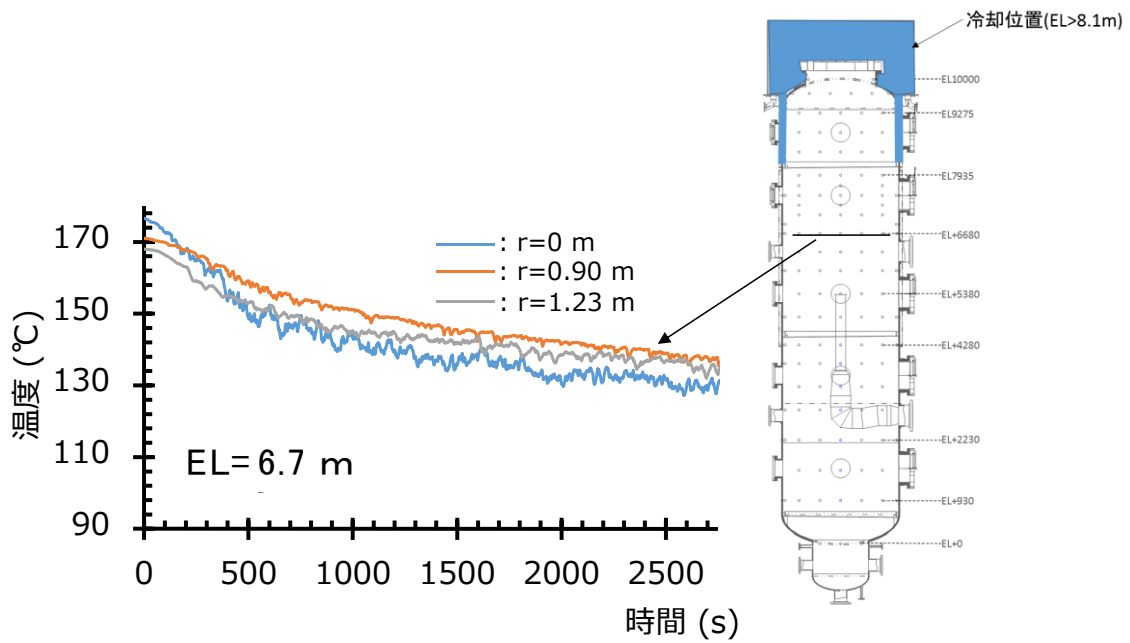 冷却位置(EL>8.1m)
EL10000
EL9275
EL7935
EL+6680
EL+5380
EL+4280
EL+2230
EL+930
EL+0
温度 (℃)
170
150
130
110
90
: r=0 m
: r=0.90 m
: r=1.23 m
EL=6.7 m
0 500 1000 1500 2000 2500
時間 (s)